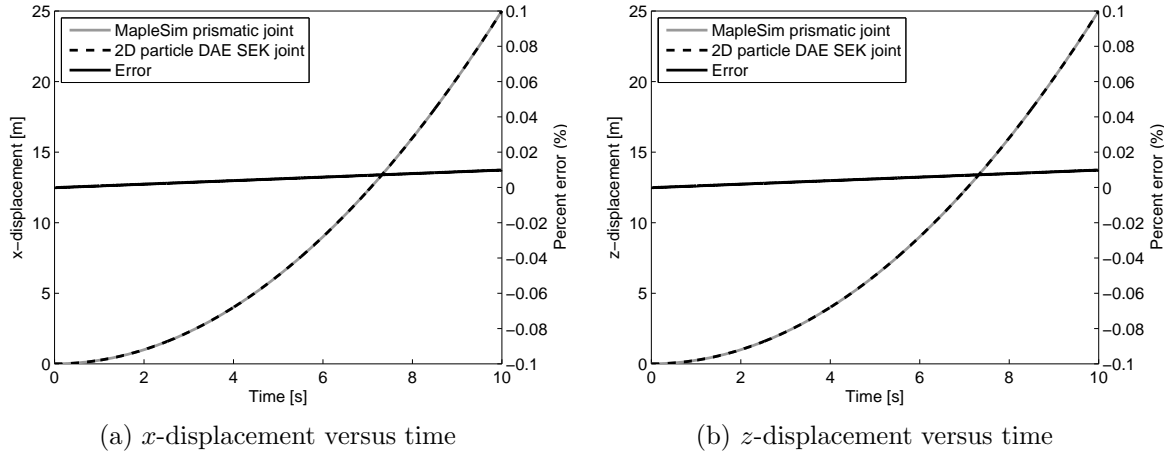 MapleSim prismatic joint
2D particle DAE SEK joint
Error
x−displacement [m]
25
20
15
10
5
0
0 2 4 6 8 10
Time [s]
0.1
0.08
0.06
0.04
0.02
0
−0.02
−0.04
−0.06
−0.08
−0.1
Percent error (%)
(a) x-displacement versus time
MapleSim prismatic joint
2D particle DAE SEK joint
Error
z−displacement [m]
25
20
15
10
5
0
0 2 4 6 8 10
Time [s]
0.1
0.08
0.06
0.04
0.02
0
−0.02
−0.04
−0.06
−0.08
−0.1
Percent error (%)
(b) z-displacement versus time